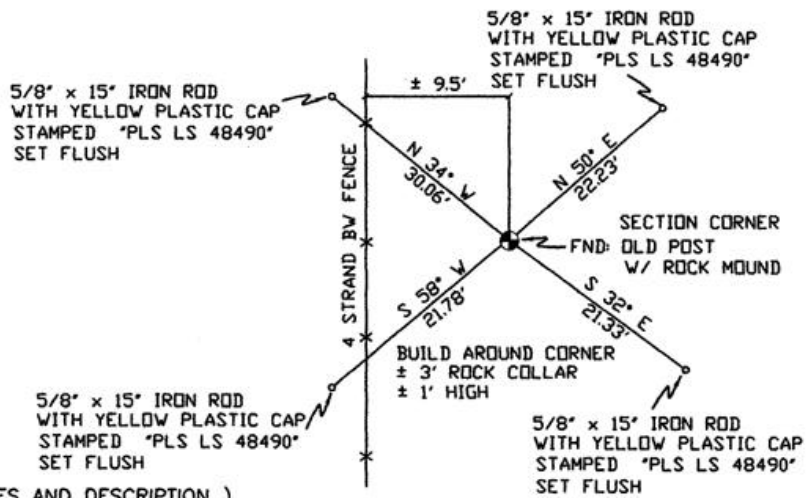 5/8" x 15" IRON ROD
WITH YELLOW PLASTIC CAP
STAMPED "PLS LS 48490"
SET FLUSH
5/8" x 15" IRON ROD
WITH YELLOW PLASTIC CAP
STAMPED "PLS LS 48490"
SET FLUSH
± 9.5'
N 34° W
30.06'
N 50° E
22.23'
4 STRAND BW FENCE
SECTION CORNER
FND: OLD POST
W/ ROCK MOUND
S 58° W
21.78'
S 32° E
21.33'
BUILD AROUND CORNER
± 3' ROCK COLLAR
± 1' HIGH
5/8" x 15" IRON ROD
WITH YELLOW PLASTIC CAP
STAMPED "PLS LS 48490"
SET FLUSH
5/8" x 15" IRON ROD
WITH YELLOW PLASTIC CAP
STAMPED "PLS LS 48490"
SET FLUSH
AND DESCRIPTION )